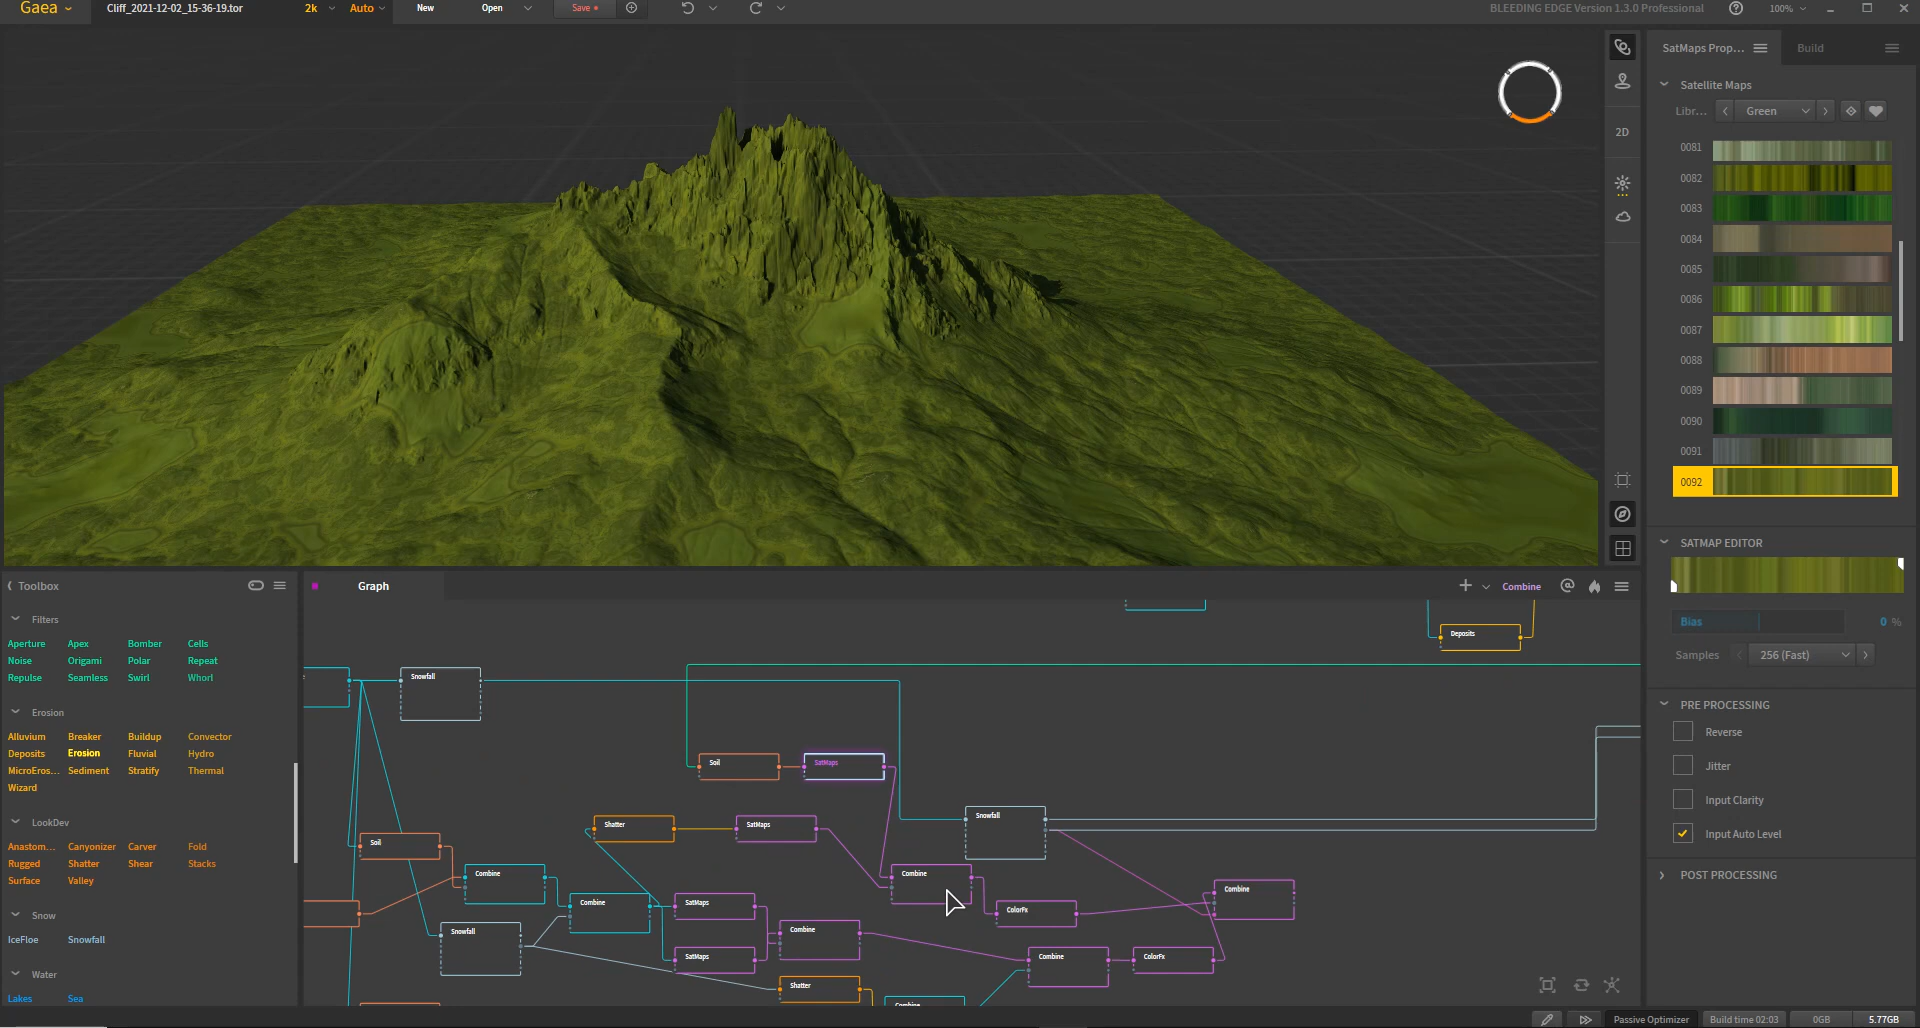 Gaea Cliff_2021-12-02_15-36-19.tor 2k Auto New Open Save BLEEDING EDGE Version 1.3.0 Professional 100%
SatMaps Prop... Build
Satellite Maps
Libr... Green
2D
0081
0082
0083
0084
0085
0086
0087
0088
0089
0090
0091
0092
SATMAP EDITOR
Bias 0 %
Samples 256 (Fast)
PRE PROCESSING
Reverse
Jitter
Input Clarity
Input Auto Level
POST PROCESSING
Toolbox
Filters
Aperture Apex Bomber Cells
Noise Origami Polar Repeat
Repulse Seamless Swirl Whorl
Erosion
Alluvium Breaker Buildup Convector
Deposits Erosion Fluvial Hydro
MicroEros... Sediment Stratify Thermal
Wizard
LookDev
Anastom... Canyonizer Carver Fold
Rugged Shatter Shear Stacks
Surface Valley
Snow
IceFloe Snowfall
Water
Lakes Sea
Graph Combine
Deposits
Snowfall
Soil SatMaps
Shatter SatMaps Snowfall
Soil
Combine Combine Combine
Combine SatMaps ColorFx
Snowfall Combine
SatMaps Combine ColorFx
Shatter
Combine
Passive Optimizer Build time 02:03 0GB 5.77GB